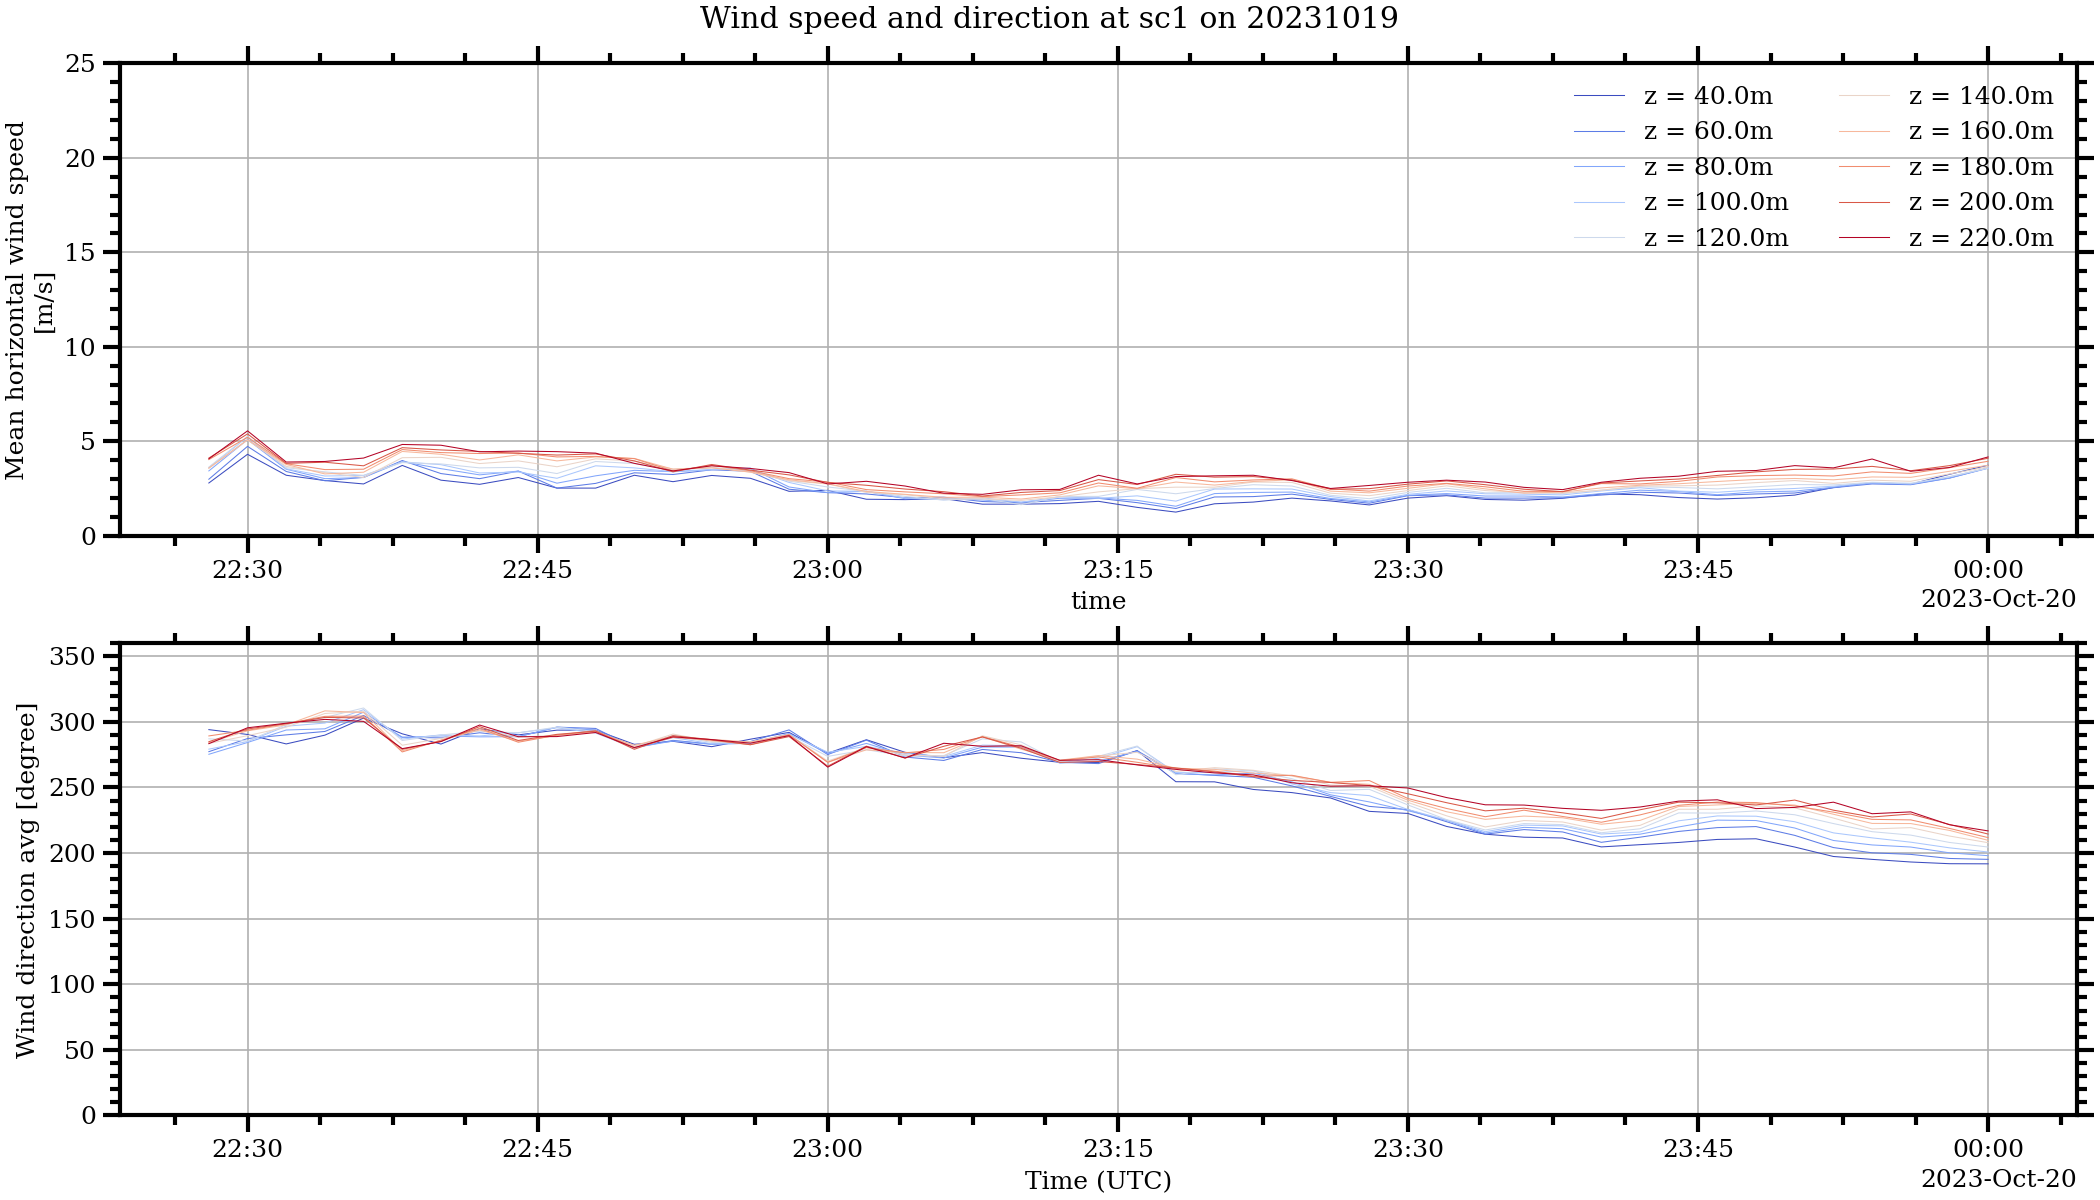 Wind speed and direction at sc1 on 20231019
Mean horizontal wind speed
[m/s]
25
20
15
10
5
0
z = 40.0m
z = 60.0m
z = 80.0m
z = 100.0m
z = 120.0m
z = 140.0m
z = 160.0m
z = 180.0m
z = 200.0m
z = 220.0m
22:30 22:45 23:00 23:15 23:30 23:45 00:00
time
2023-Oct-20
Wind direction avg [degree]
350
300
250
200
150
100
50
0
22:30 22:45 23:00 23:15 23:30 23:45 00:00
Time (UTC)
2023-Oct-20